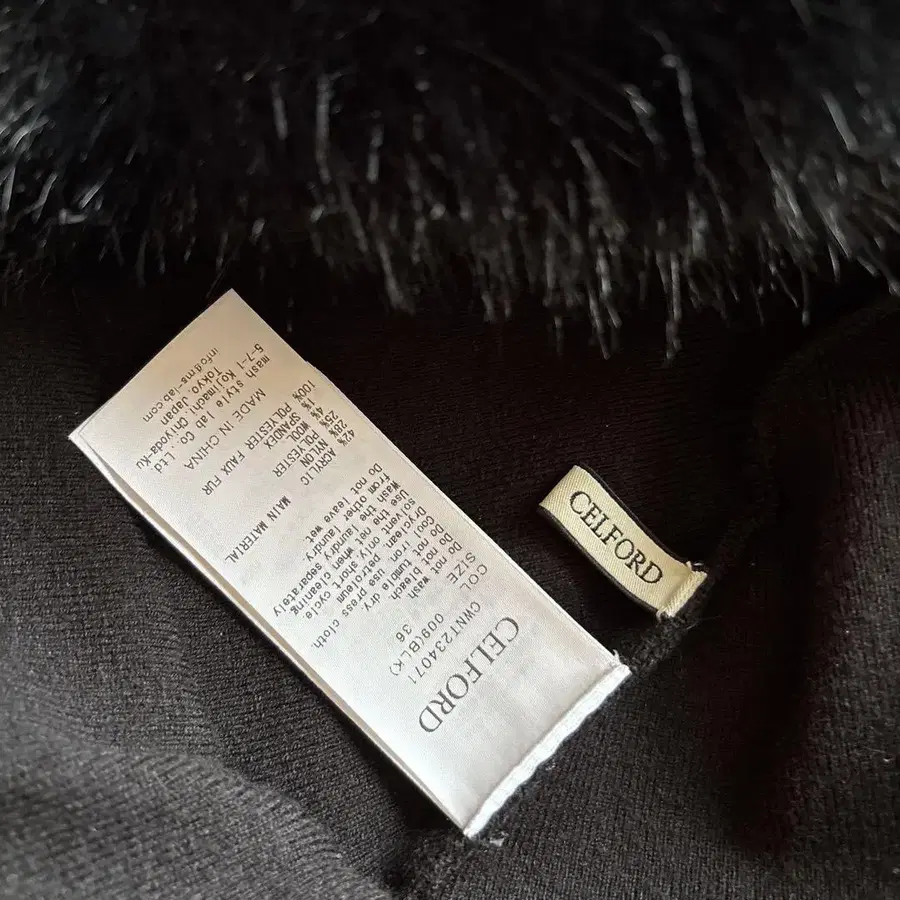 CELFORD
CWNT234071
COL 009(BLK)
SIZE 36
Do not wash.
Do not bleach.
Do not tumble dry.
Cool iron, use press cloth.
Dryclean, use petroleum
solvent only, short cycle.
Use the net when cleaning.
Wash the laundry separately
from other laundry.
Do not leave wet.
MAIN MATERIAL
42% ACRYLIC
28% POLYESTER
25% NYLON
4% WOOL
1% SPANDEX
100% POLYESTER FAUX FUR
MADE IN CHINA
mash style lab Co.,Ltd
5-7-1 Kojimachi, Chiyoda-Ku
Tokyo, Japan
info@ms-lab.com
CELFORD